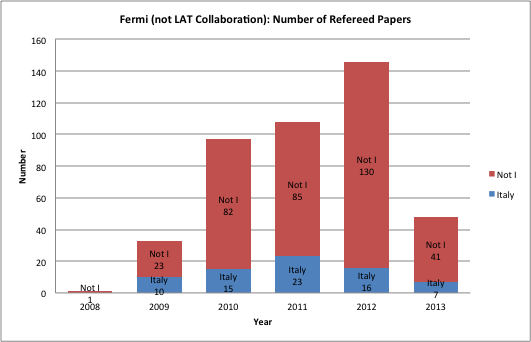 Fermi (not LAT Collaboration): Number of Refereed Papers
160
140
120
100
80
60
40
20
0
Number
Not I
1
Not I
23
Italy
10
Not I
82
Italy
15
Not I
85
Italy
23
Not I
130
Italy
16
Not I
41
Italy
7
2008
2009
2010
2011
2012
2013
Year
Not I
Italy